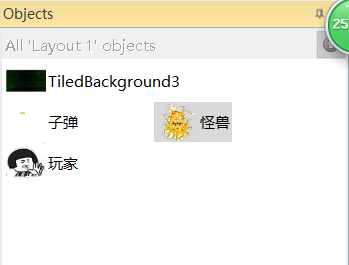 Objects
25
All 'Layout 1' objects
TiledBackground3
子弹 怪兽
玩家